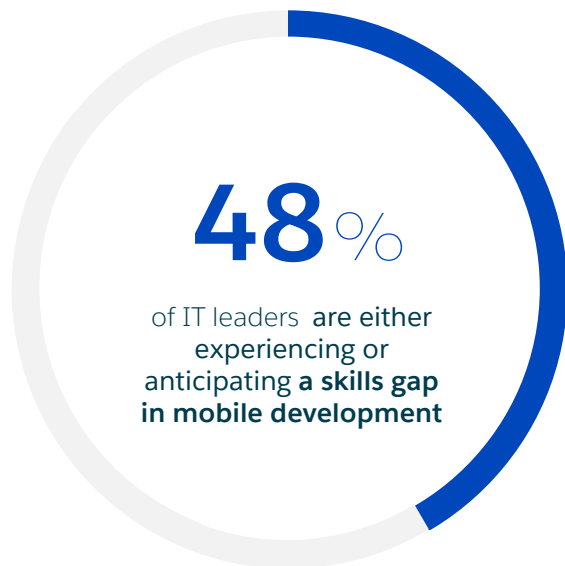 48%
of IT leaders are either
experiencing or
anticipating a skills gap
in mobile development